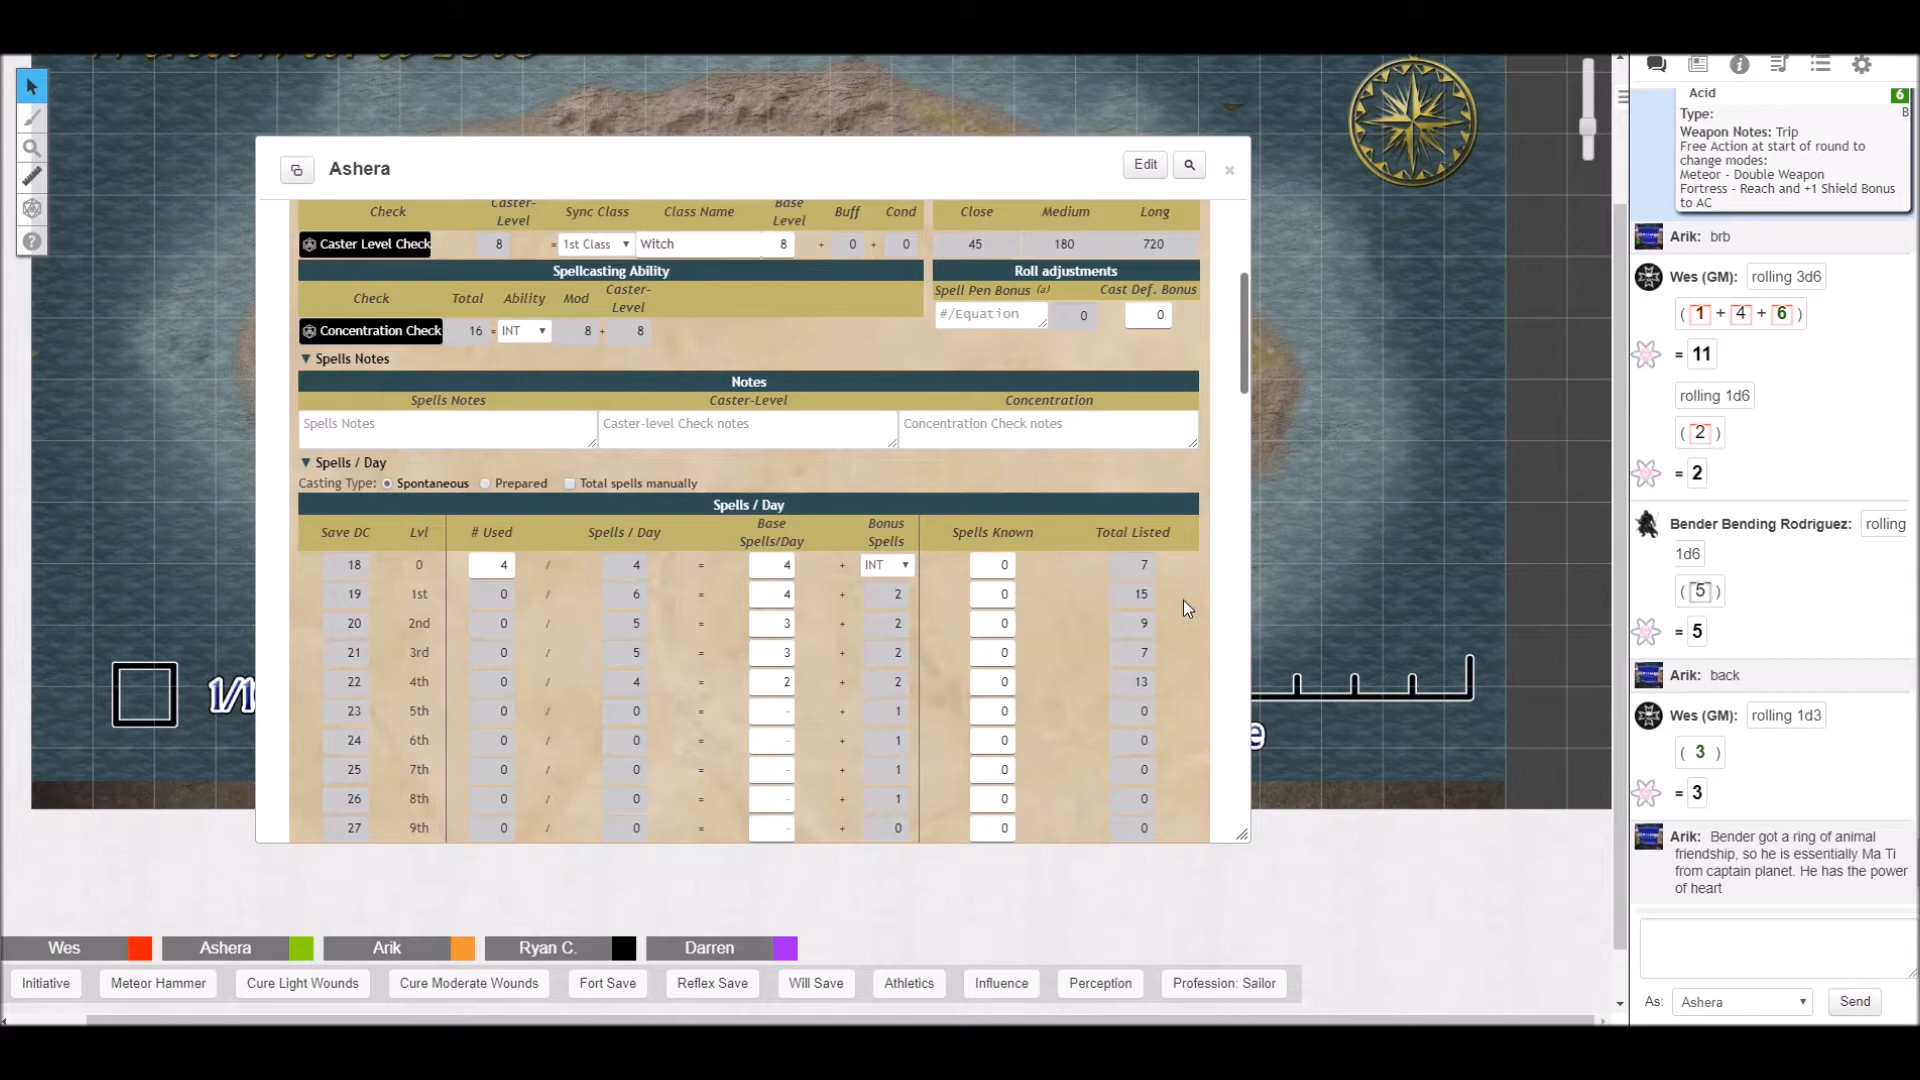 Ashera
Edit
Check Caster-Level Sync Class Class Name Base Level Buff Cond Close Medium Long
Caster Level Check 8 = 1st Class Witch 8 + 0 + 0 45 180 720
Spellcasting Ability Roll adjustments
Check Total Ability Mod Caster-Level Spell Pen Bonus (a) Cast Def. Bonus
#/Equation 0 0
Concentration Check 16 = INT 8 + 8
Spells Notes
Notes
Spells Notes Caster-Level Concentration
Spells Notes Caster-level Check notes Concentration Check notes
Spells / Day
Casting Type: Spontaneous Prepared Total spells manually
Spells / Day
Save DC Lvl # Used Spells / Day Base Spells/Day Bonus Spells Spells Known Total Listed
18 0 4 / 4 = 4 + INT 0 7
19 1st 0 / 6 = 4 + 2 0 15
20 2nd 0 / 5 = 3 + 2 0 9
21 3rd 0 / 5 = 3 + 2 0 7
22 4th 0 / 4 = 2 + 2 0 13
23 5th 0 / 0 = - + 1 0 0
24 6th 0 / 0 = - + 1 0 0
25 7th 0 / 0 = - + 1 0 0
26 8th 0 / 0 = - + 1 0 0
27 9th 0 / 0 = - + 0 0 0
Wes Ashera Arik Ryan C. Darren
Initiative Meteor Hammer Cure Light Wounds Cure Moderate Wounds Fort Save Reflex Save Will Save Athletics Influence Perception Profession: Sailor
Acid 6
Type: B
Weapon Notes: Trip
Free Action at start of round to
change modes:
Meteor - Double Weapon
Fortress - Reach and +1 Shield Bonus
to AC
Arik: brb
Wes (GM): rolling 3d6
(1+4+6)
= 11
rolling 1d6
(2)
= 2
Bender Bending Rodriguez: rolling
1d6
(5)
= 5
Arik: back
Wes (GM): rolling 1d3
(3)
= 3
Arik: Bender got a ring of animal
friendship, so he is essentially Ma Ti
from captain planet. He has the power
of heart
As: Ashera Send